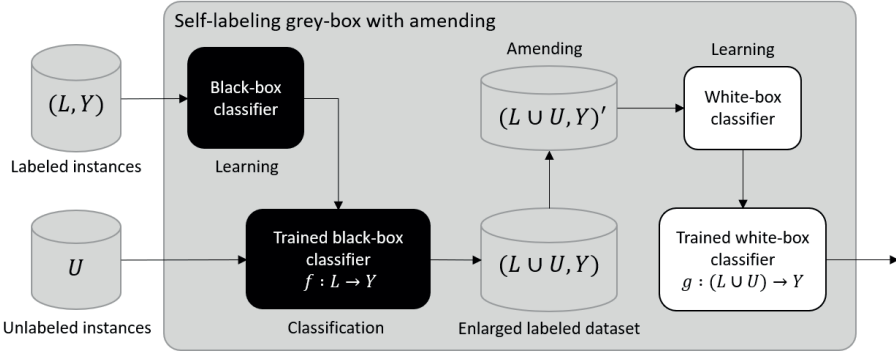 Self-labeling grey-box with amending
(L, Y)
Labeled instances
Black-box
classifier
Learning
Amending
(L ∪ U, Y)′
Learning
White-box
classifier
U
Unlabeled instances
Trained black-box
classifier
f : L → Y
Classification
(L ∪ U, Y)
Enlarged labeled dataset
Trained white-box
classifier
g : (L ∪ U) → Y